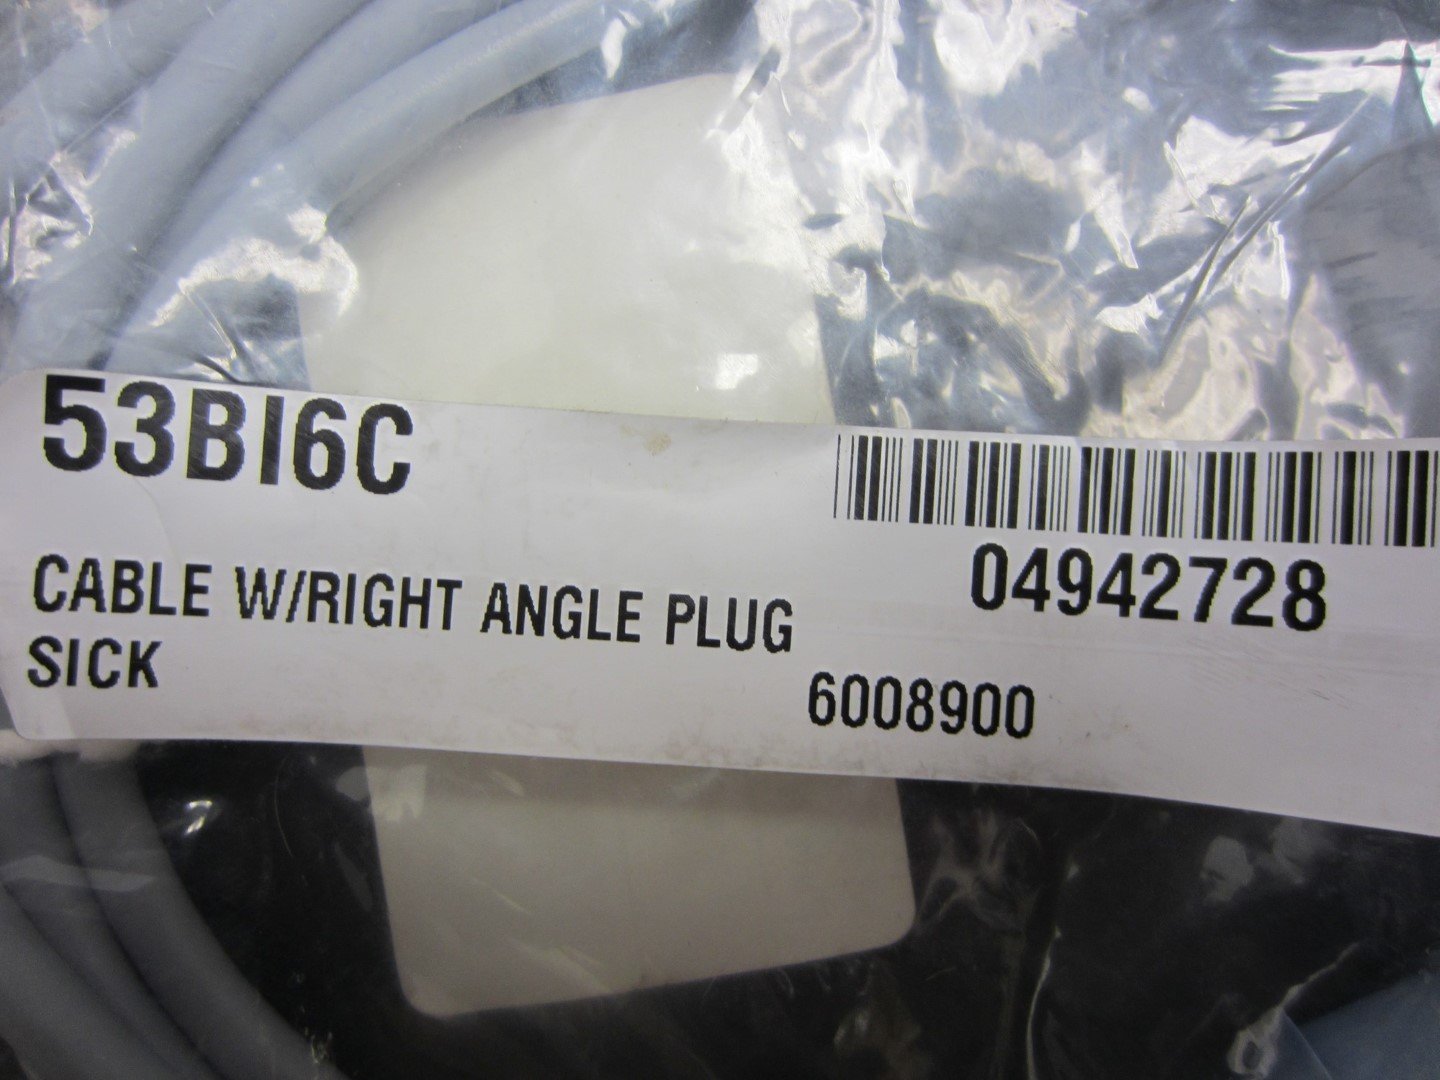 53BI6C
04942728
CABLE W/RIGHT ANGLE PLUG
SICK
6008900